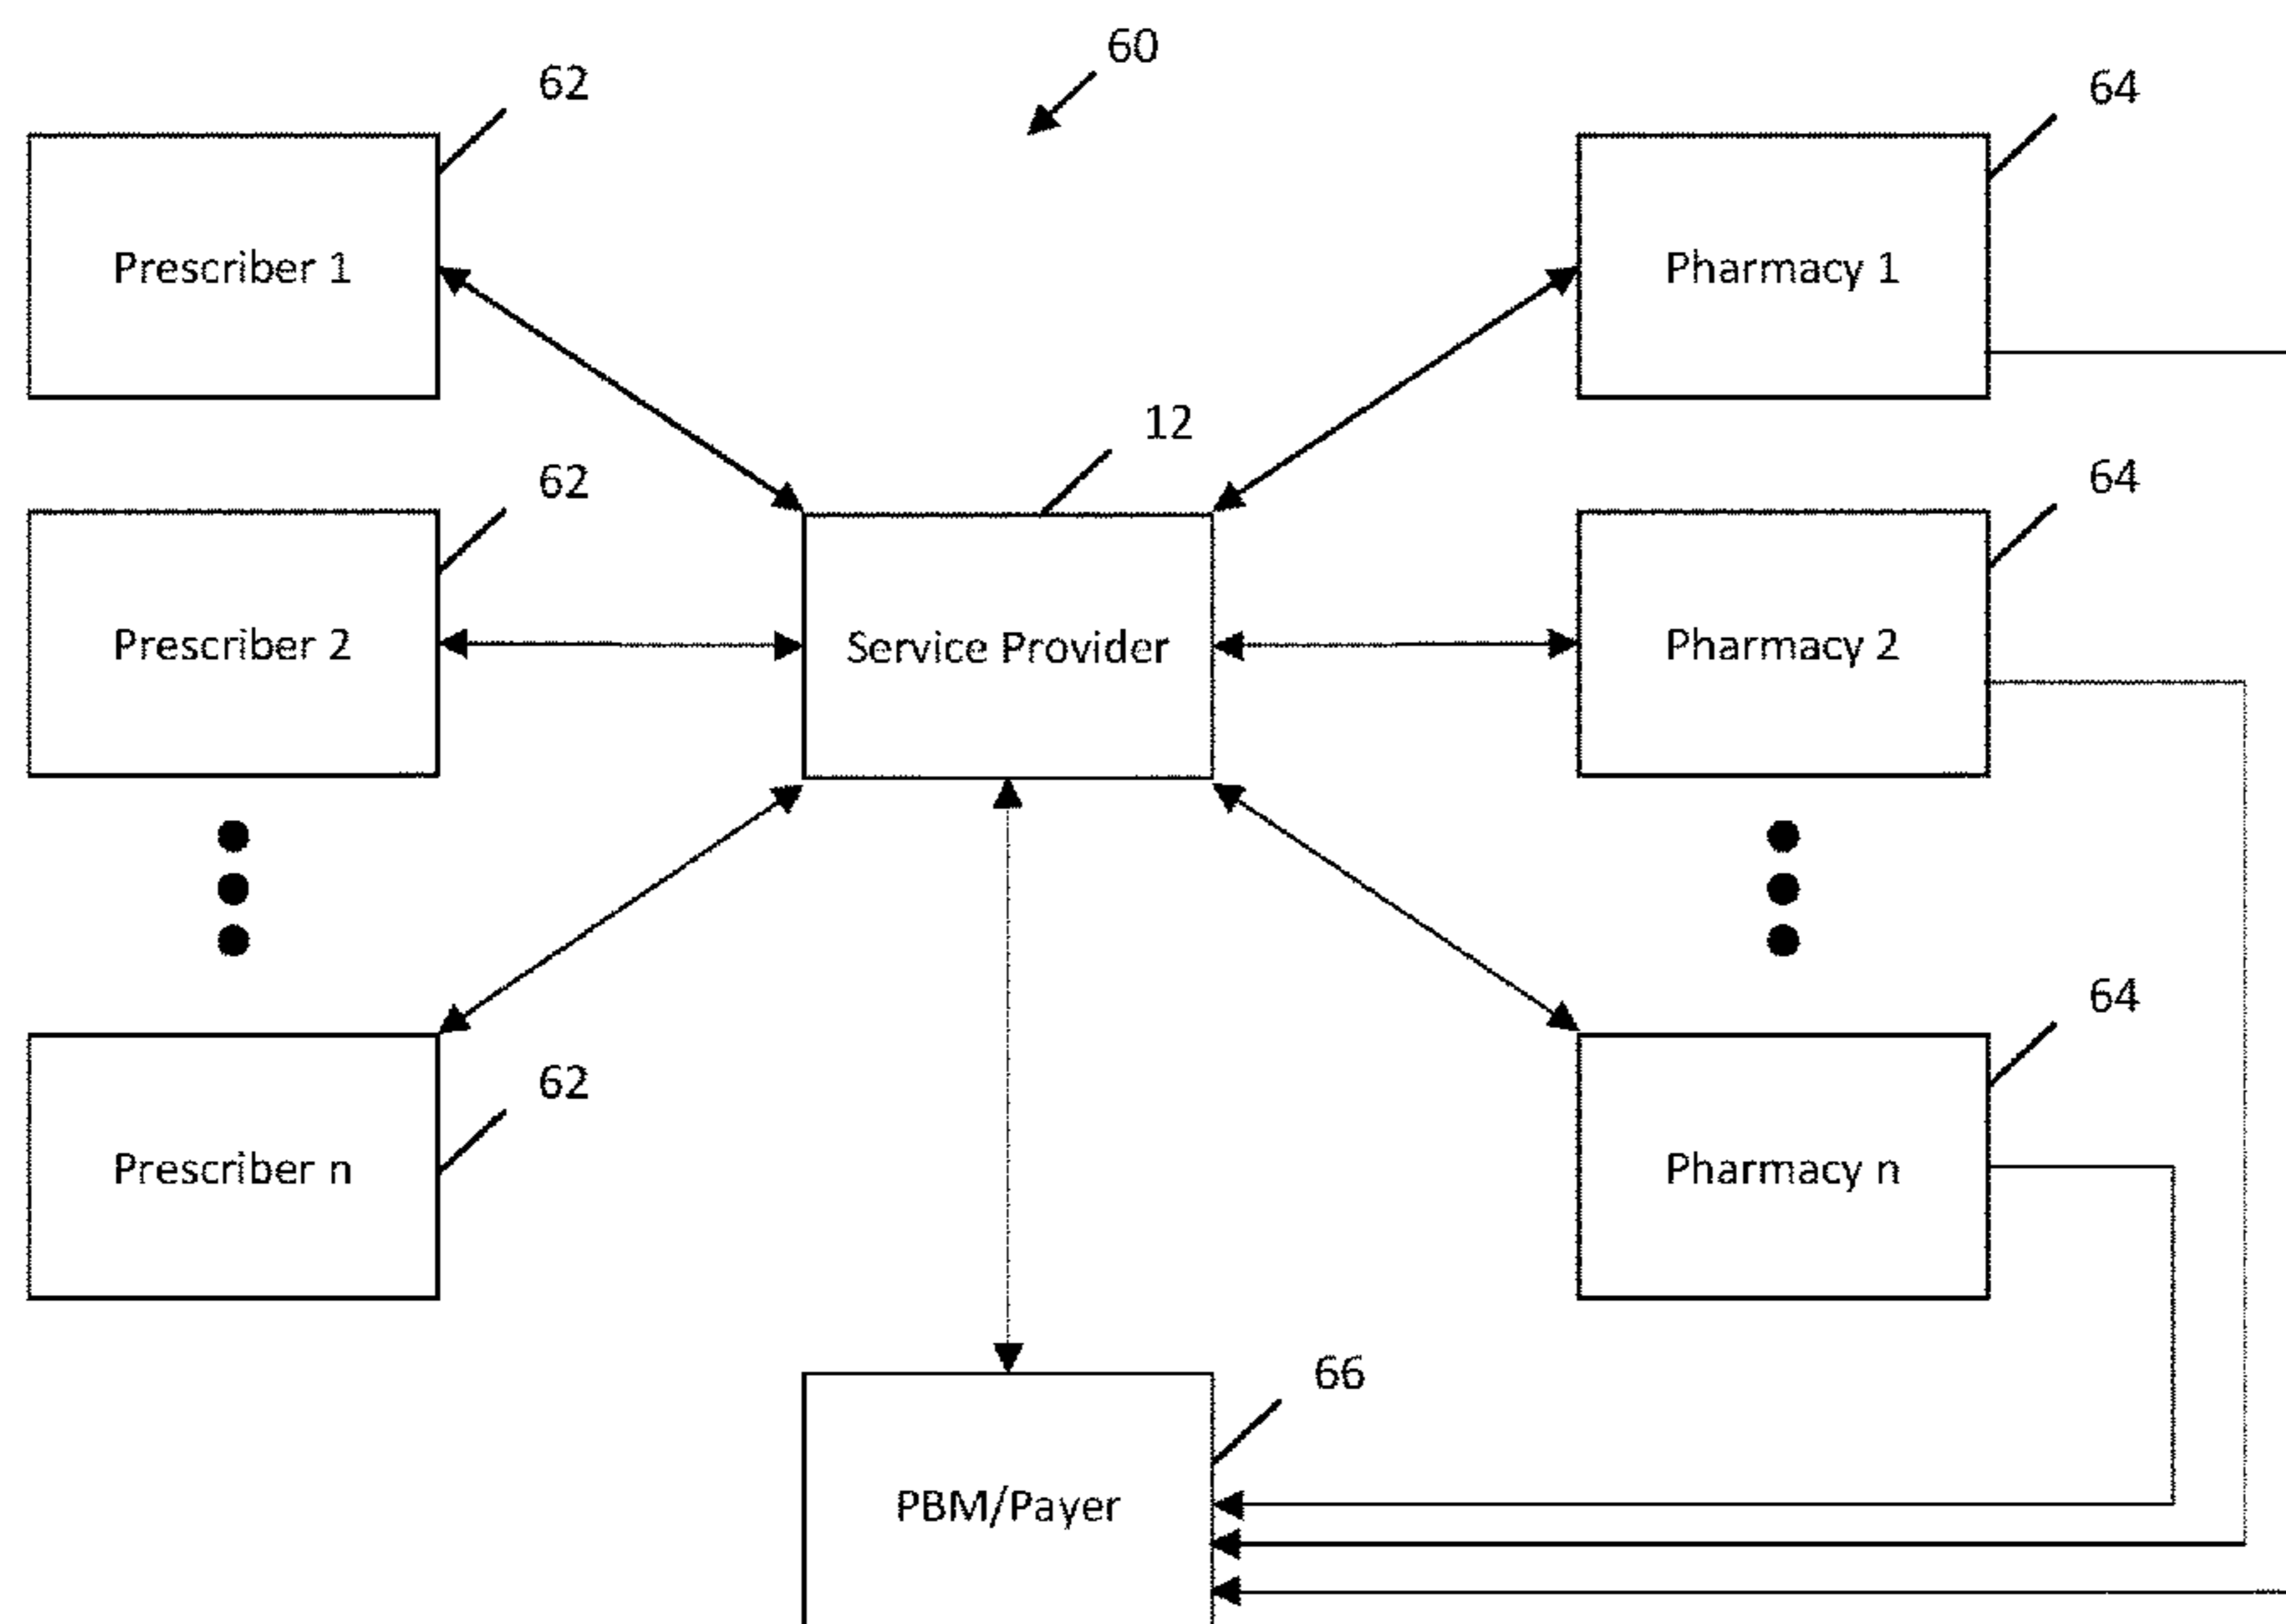 60
62
64
Prescriber 1
Pharmacy 1
12
62
64
Prescriber 2
Service Provider
Pharmacy 2
64
62
Prescriber n
Pharmacy n
66
PBM/Payer